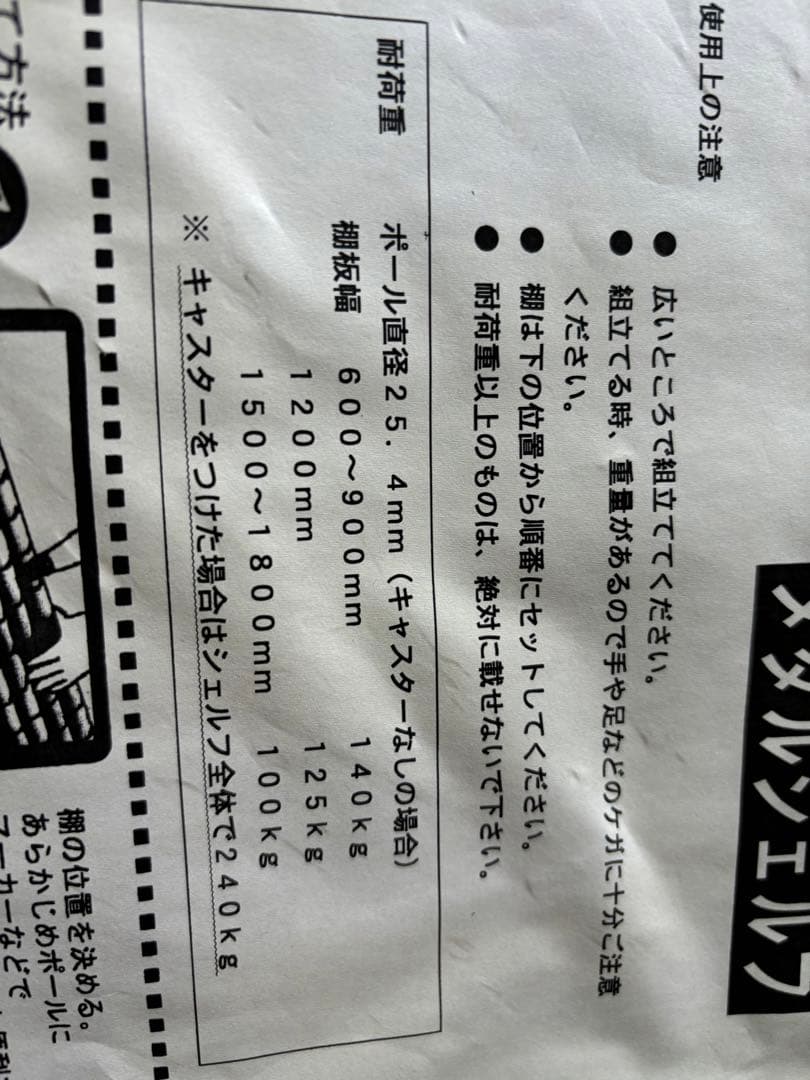 メタルシェルフ
使用上の注意
● 広いところで組立ててください。
● 組立てる時、重量があるので手や足などのケガに十分ご注意
ください。
● 棚は下の位置から順番にセットしてください。
● 耐荷重以上のものは、絶対に載せないで下さい。
耐荷重 ポール直径25.4mm(キャスターなしの場合)
棚板幅 600〜900mm 140kg
1200mm 125kg
1500〜1800mm 100kg
※ キャスターをつけた場合はシェルフ全体で240kg
て方法
棚の位置を決める。
あらかじめポールに